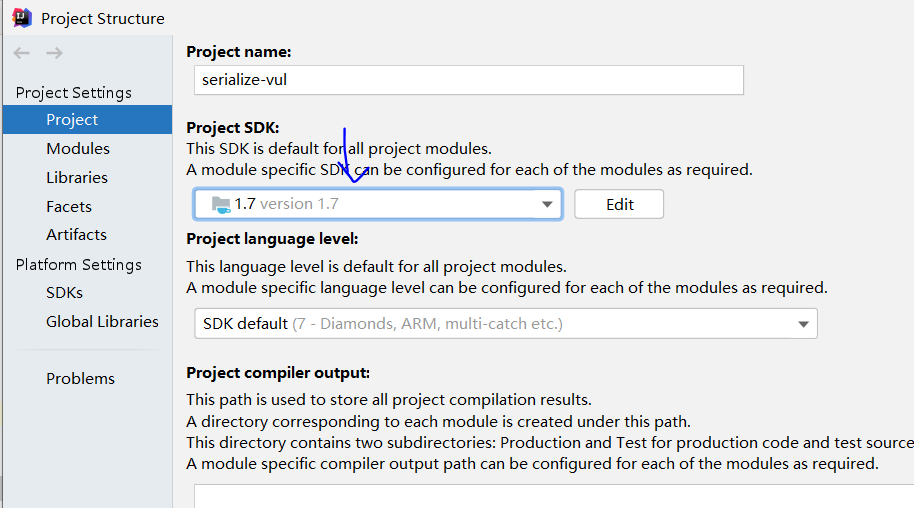 Project Structure
Project Settings
Project
Modules
Libraries
Facets
Artifacts
Platform Settings
SDKs
Global Libraries
Problems
Project name:
serialize-vul
Project SDK:
This SDK is default for all project modules.
A module specific SDK can be configured for each of the modules as required.
1.7 version 1.7
Edit
Project language level:
This language level is default for all project modules.
A module specific language level can be configured for each of the modules as required.
SDK default (7 - Diamonds, ARM, multi-catch etc.)
Project compiler output:
This path is used to store all project compilation results.
A directory corresponding to each module is created under this path.
This directory contains two subdirectories: Production and Test for production code and test source
A module specific compiler output path can be configured for each of the modules as required.